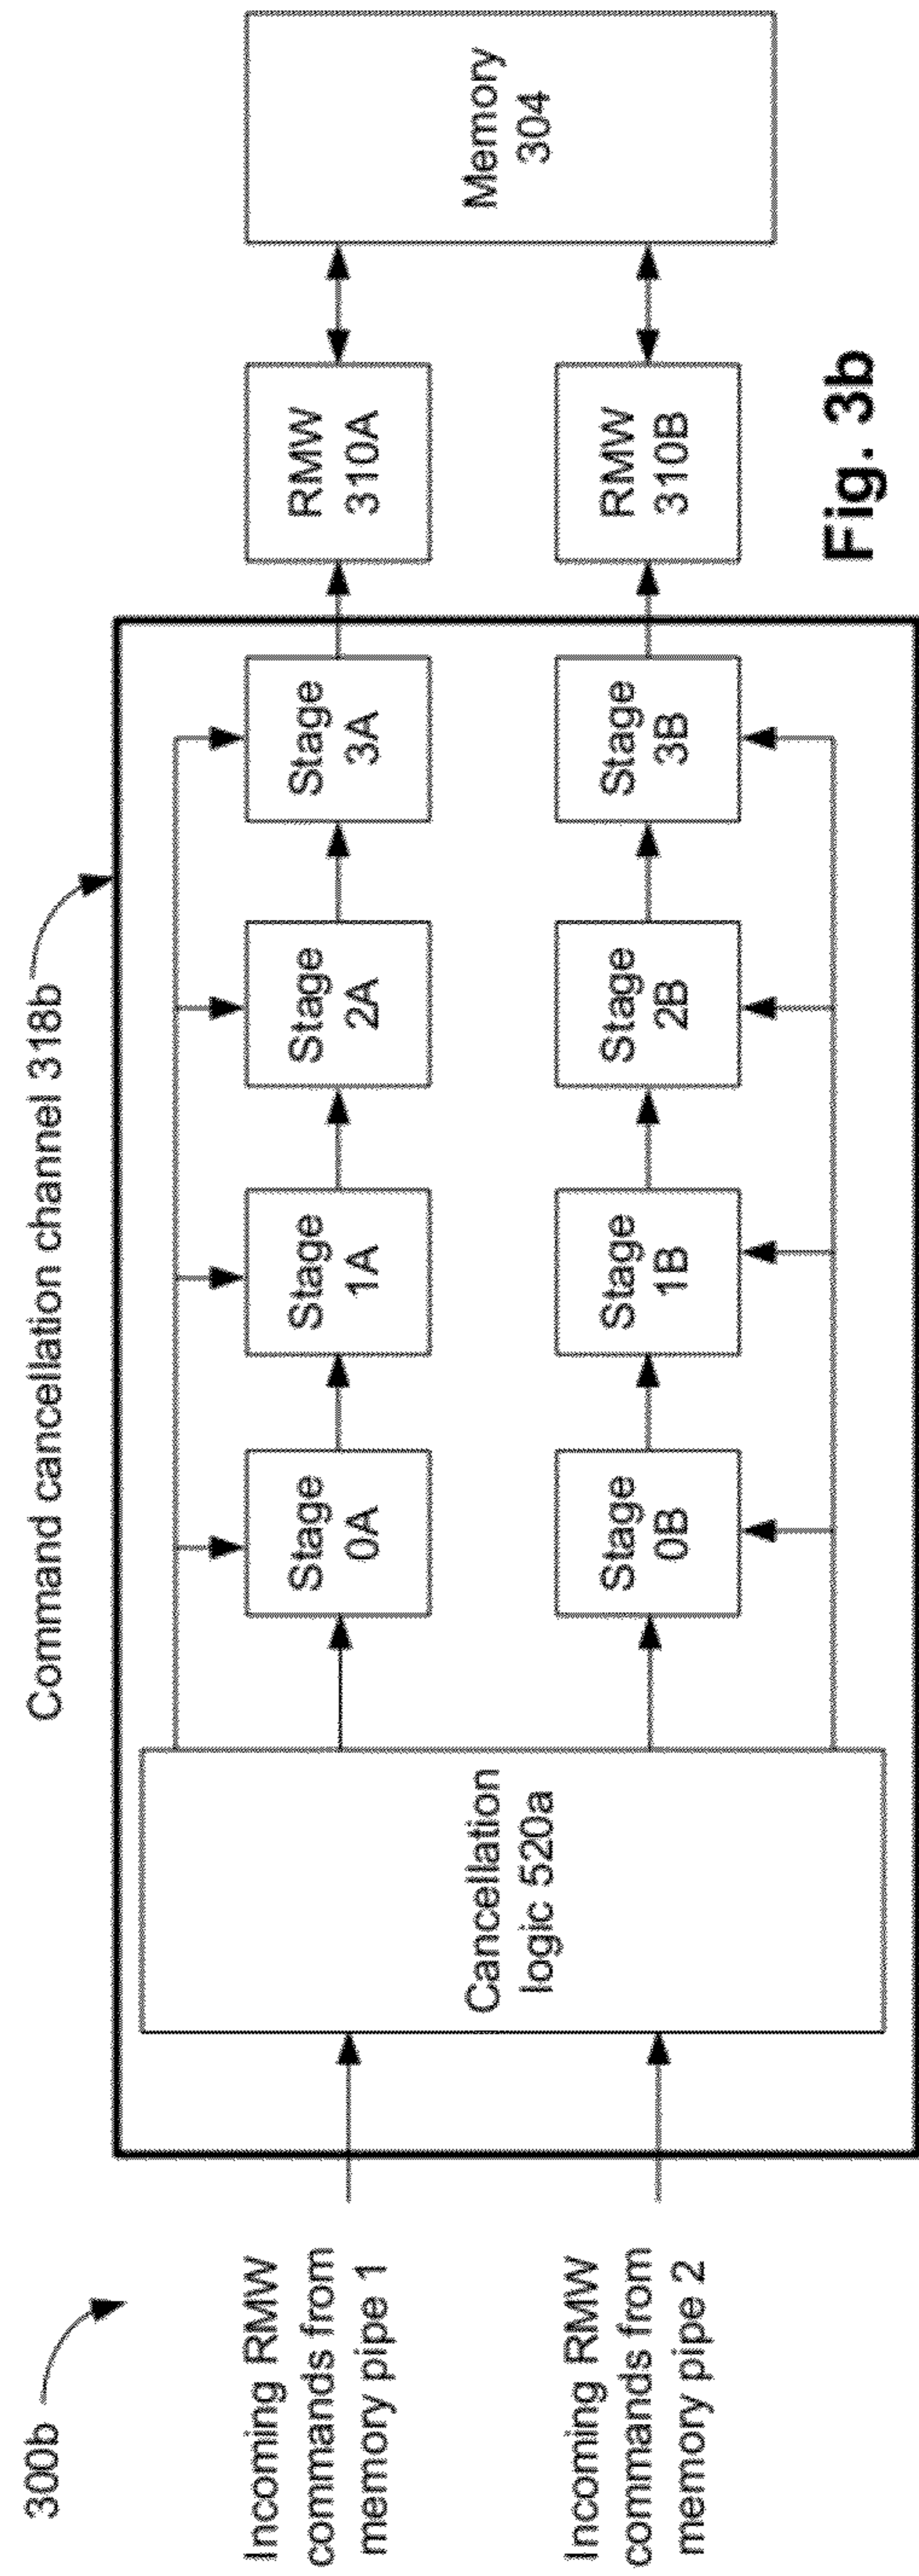 300b
Command cancellation channel 318b
Incoming RMW
commands from
memory pipe 1
Incoming RMW
commands from
memory pipe 2
Cancellation
logic 520a
Stage
0A
Stage
1A
Stage
2A
Stage
3A
Stage
0B
Stage
1B
Stage
2B
Stage
3B
RMW
310A
RMW
310B
Memory
304
Fig. 3b